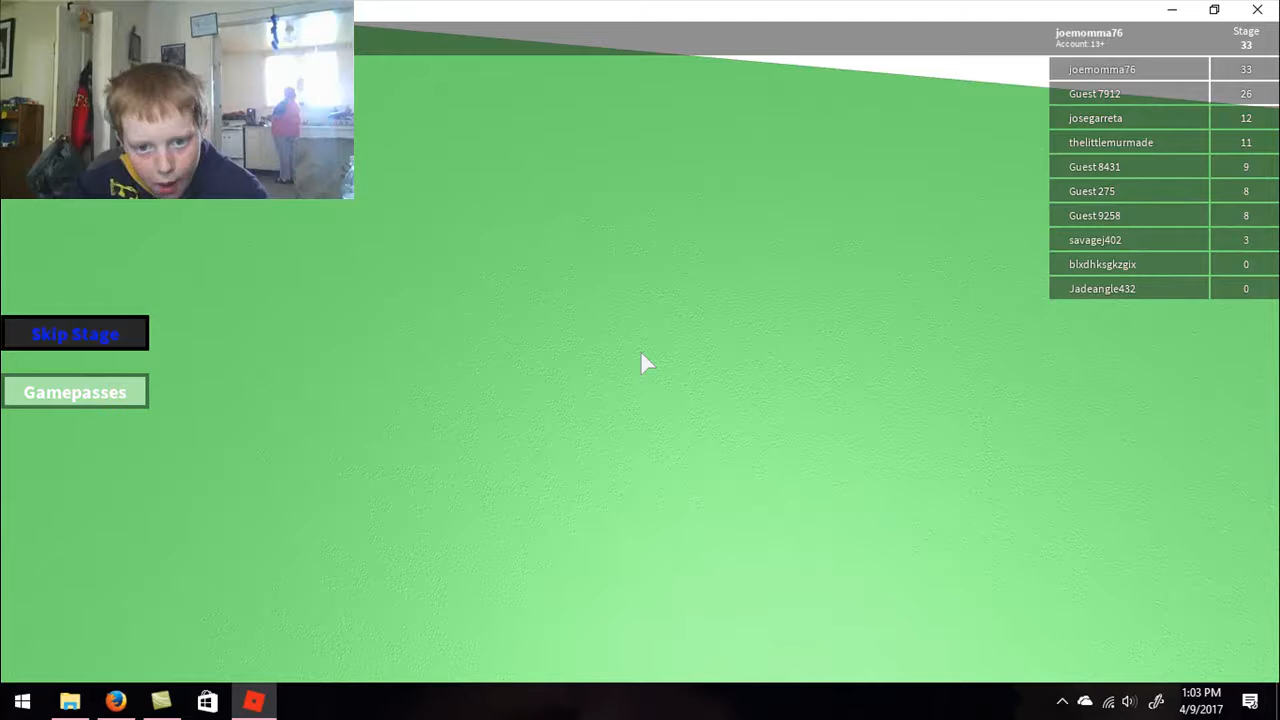 joemomma76
Account: 13+
Stage
33
joemomma76 33
Guest 7912 26
josegarreta 12
thelittlemurmade 11
Guest 8431 9
Guest 275 8
Guest 9258 8
savagej402 3
blxdhksgkzgix 0
Jadeangle432 0
Skip Stage
Gamepasses
1:03 PM
4/9/2017